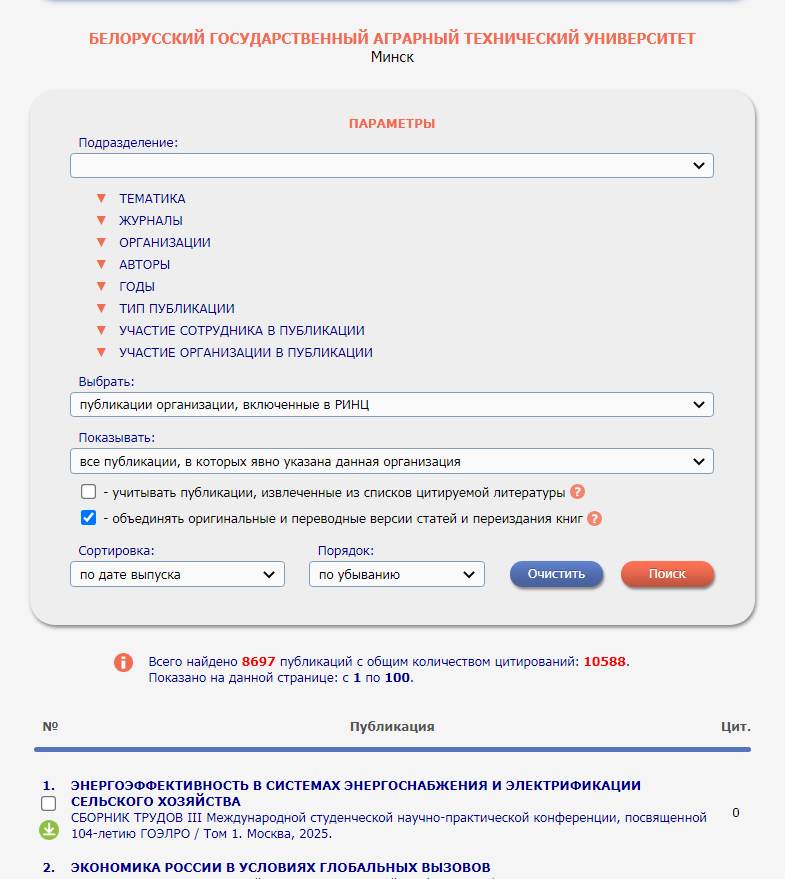 БЕЛОРУССКИЙ ГОСУДАРСТВЕННЫЙ АГРАРНЫЙ ТЕХНИЧЕСКИЙ УНИВЕРСИТЕТ
Минск
ПАРАМЕТРЫ
Подразделение:
ТЕМАТИКА
ЖУРНАЛЫ
ОРГАНИЗАЦИИ
АВТОРЫ
ГОДЫ
ТИП ПУБЛИКАЦИИ
УЧАСТИЕ СОТРУДНИКА В ПУБЛИКАЦИИ
УЧАСТИЕ ОРГАНИЗАЦИИ В ПУБЛИКАЦИИ
Выбрать:
публикации организации, включенные в РИНЦ
Показывать:
все публикации, в которых явно указана данная организация
- учитывать публикации, извлеченные из списков цитируемой литературы ?
- объединять оригинальные и переводные версии статей и переиздания книг ?
Сортировка: Порядок:
по дате выпуска по убыванию Очистить Поиск
Всего найдено 8697 публикаций с общим количеством цитирований: 10588.
Показано на данной странице: с 1 по 100.
№ Публикация Цит.
1. ЭНЕРГОЭФФЕКТИВНОСТЬ В СИСТЕМАХ ЭНЕРГОСНАБЖЕНИЯ И ЭЛЕКТРИФИКАЦИИ
СЕЛЬСКОГО ХОЗЯЙСТВА
СБОРНИК ТРУДОВ III Международной студенческой научно-практической конференции, посвященной
104-летию ГОЭЛРО / Том 1. Москва, 2025.
0
2. ЭКОНОМИКА РОССИИ В УСЛОВИЯХ ГЛОБАЛЬНЫХ ВЫЗОВОВ